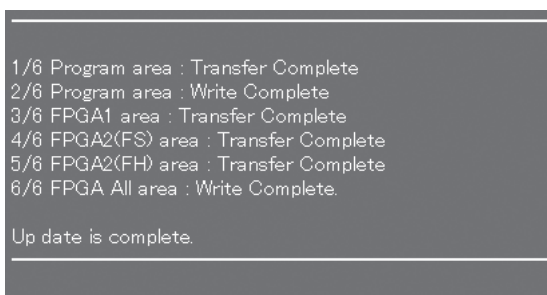 1/6 Program area : Transfer Complete
2/6 Program area : Write Complete
3/6 FPGA1 area : Transfer Complete
4/6 FPGA2(FS) area : Transfer Complete
5/6 FPGA2(FH) area : Transfer Complete
6/6 FPGA All area : Write Complete.
Up date is complete.